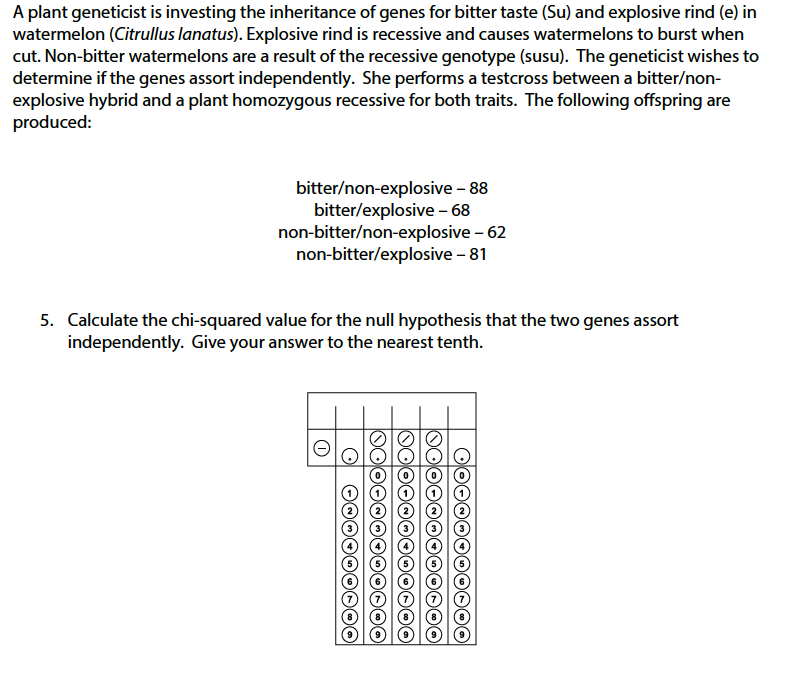 A plant geneticist is investing the inheritance of genes for bitter taste (Su) and explosive rind (e) in
watermelon (Citrullus lanatus). Explosive rind is recessive and causes watermelons to burst when
cut. Non-bitter watermelons are a result of the recessive genotype (susu).  The geneticist wishes to
determine if the genes assort independently.  She performs a testcross between a bitter/non-
explosive hybrid and a plant homozygous recessive for both traits.  The following offspring are
produced:
bitter/non-explosive – 88
bitter/explosive – 68
non-bitter/non-explosive – 62
non-bitter/explosive – 81
5. Calculate the chi-squared value for the null hypothesis that the two genes assort
independently.  Give your answer to the nearest tenth.
/ / /
− . . . . .
0 0 0 0
1 1 1 1 1
2 2 2 2 2
3 3 3 3 3
4 4 4 4 4
5 5 5 5 5
6 6 6 6 6
7 7 7 7 7
8 8 8 8 8
9 9 9 9 9